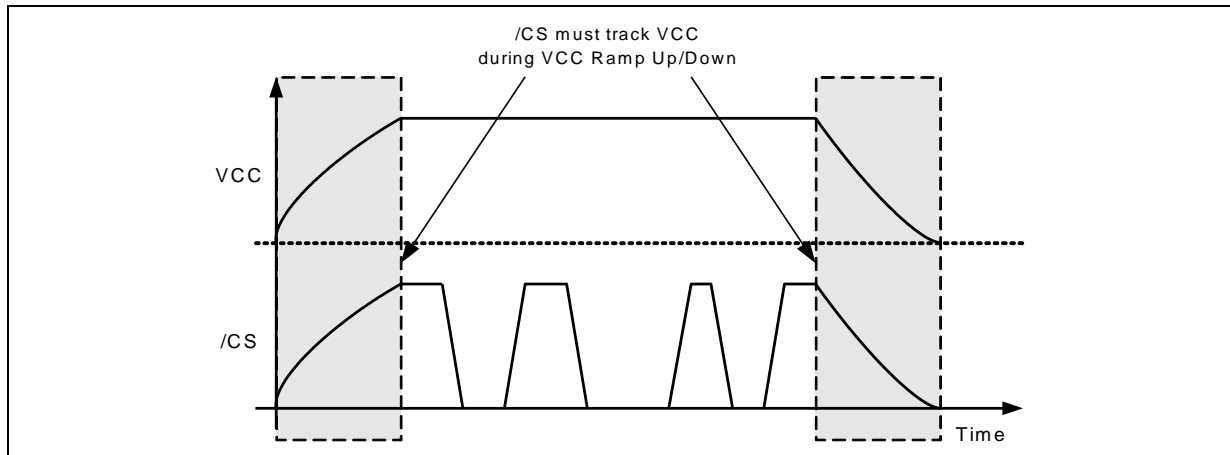 /CS must track VCC
during VCC Ramp Up/Down
VCC
/CS
Time